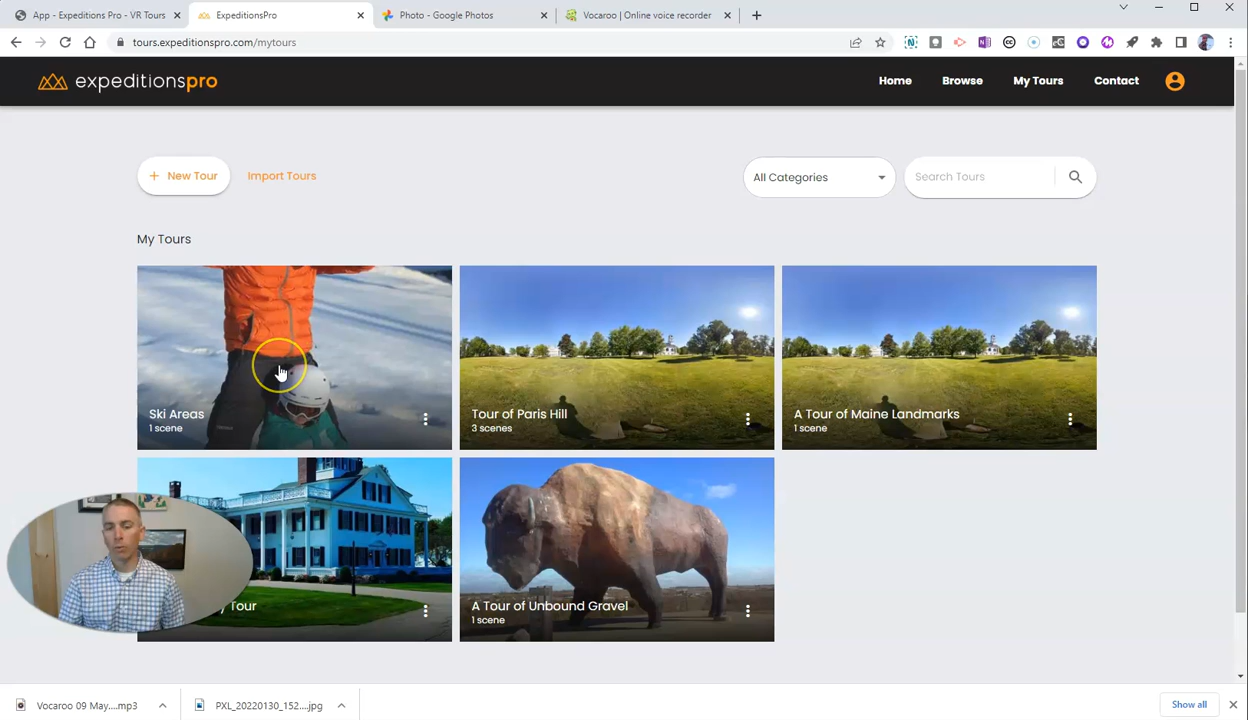 App - Expeditions Pro - VR Tours
ExpeditionsPro
Photo - Google Photos
Vocaroo | Online voice recorder
tours.expeditionspro.com/mytours
expeditionspro
Home
Browse
My Tours
Contact
+ New Tour
Import Tours
All Categories
Search Tours
My Tours
Ski Areas
1 scene
Tour of Paris Hill
3 scenes
A Tour of Maine Landmarks
1 scene
Tour
A Tour of Unbound Gravel
1 scene
Vocaroo 09 May....mp3
PXL_20220130_152....jpg
Show all